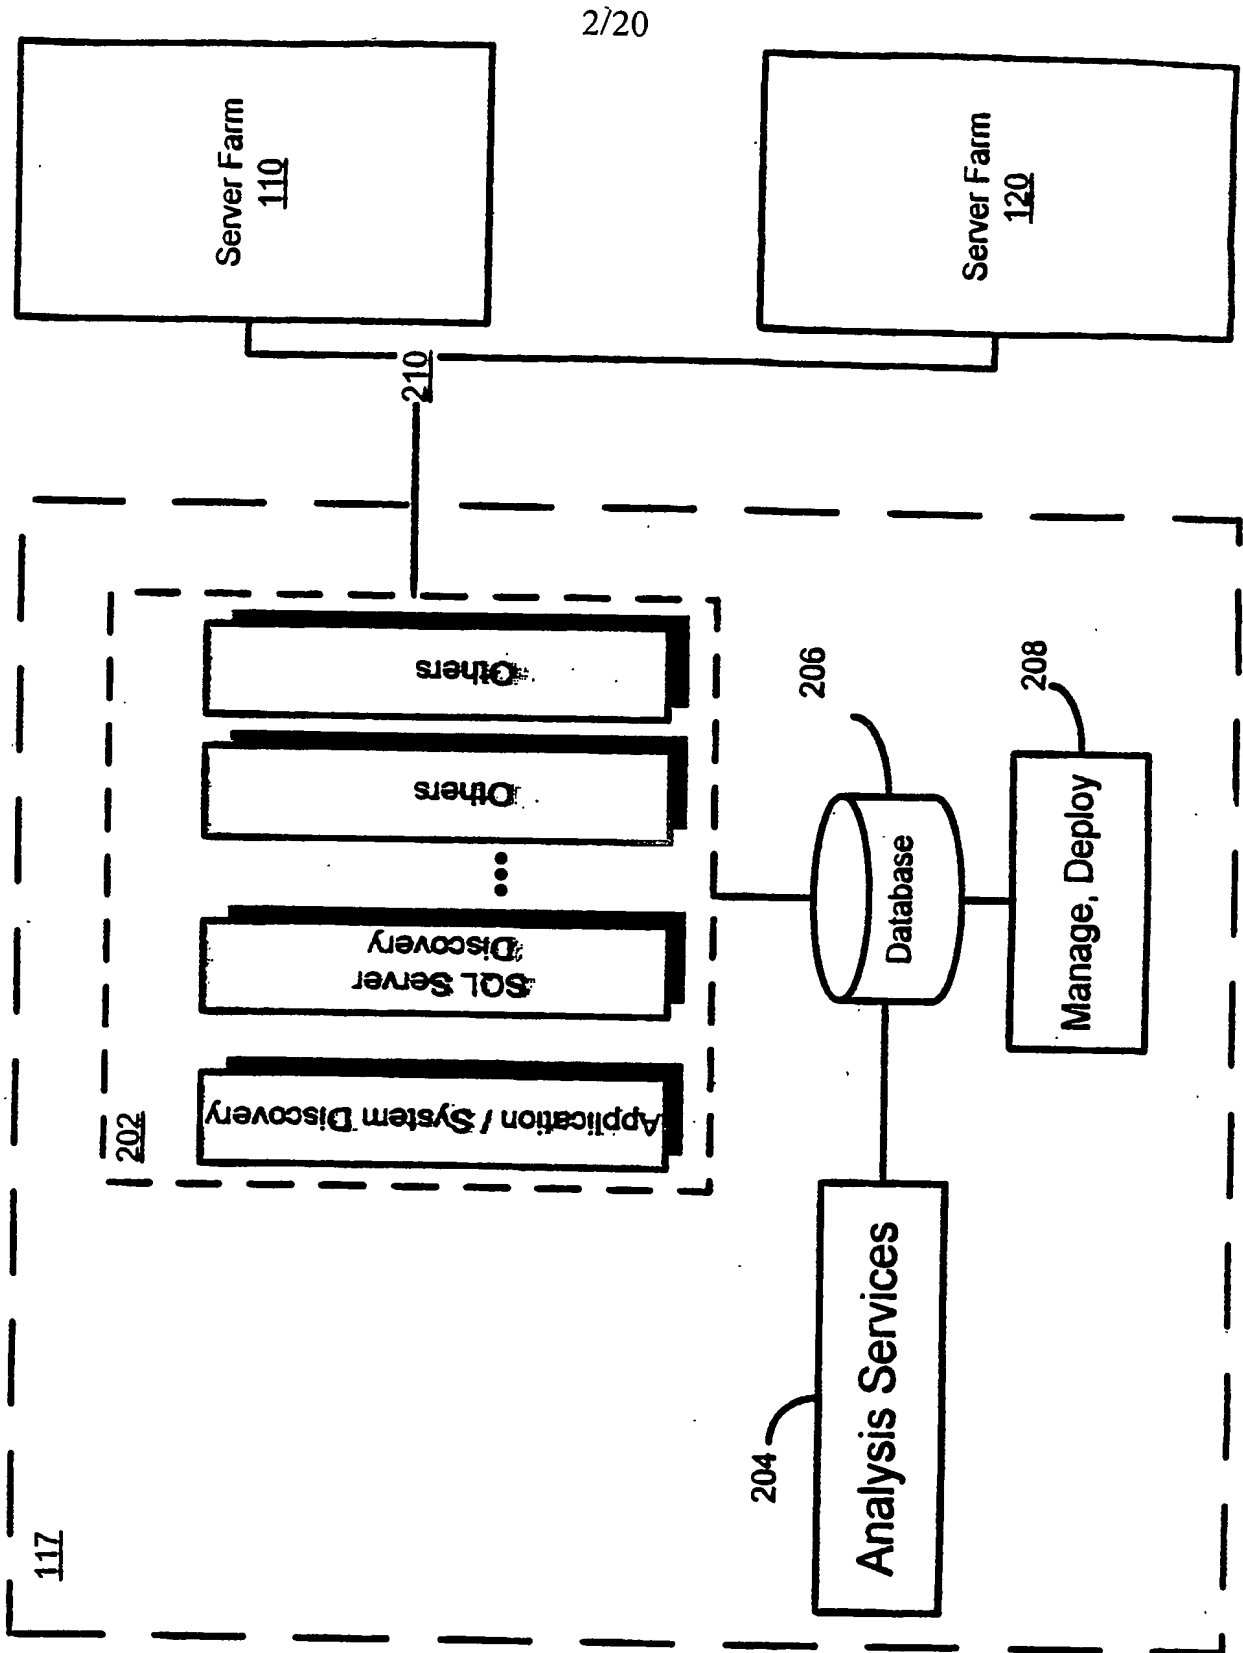 2/20
117
202
Application / System Discovery
SQL Server
Discovery
Others
Others
210
Server Farm
110
Server Farm
120
204
Analysis Services
206
Database
208
Manage, Deploy